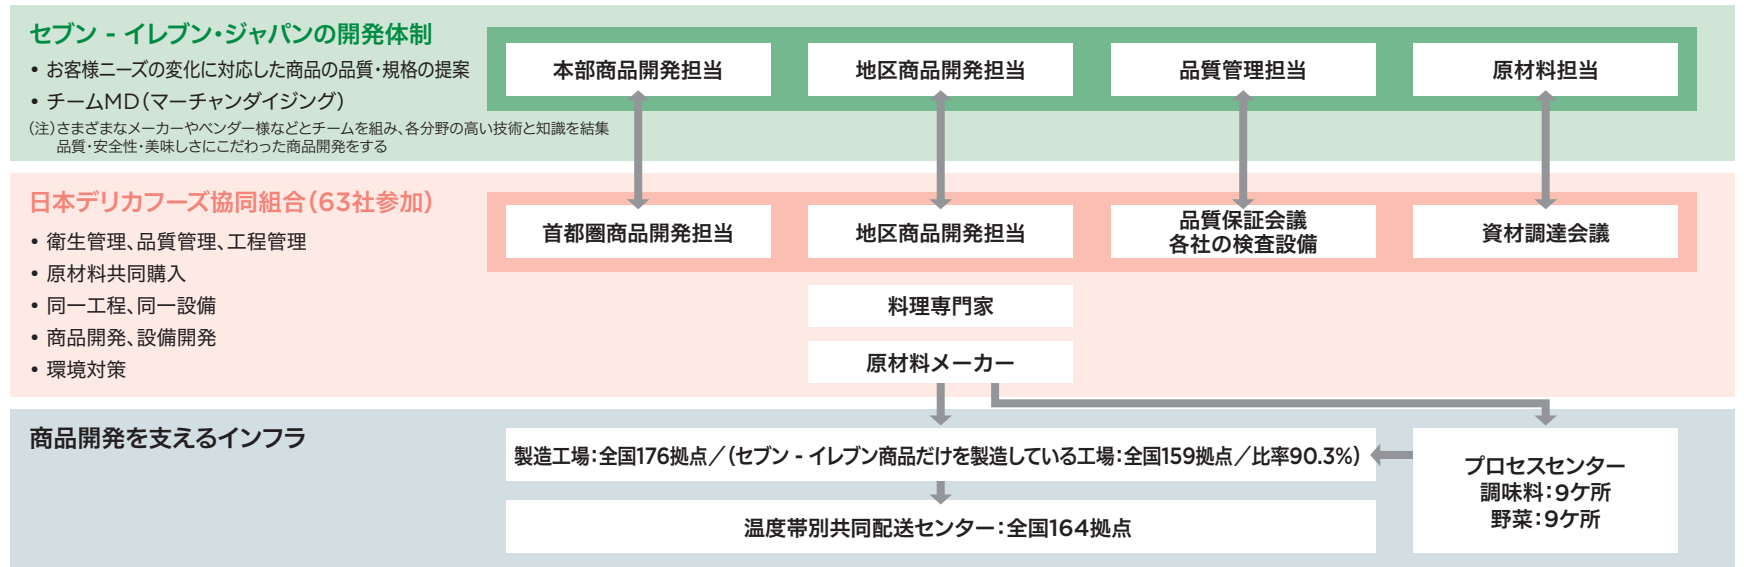 セブン - イレブン・ジャパンの開発体制
• お客様ニーズの変化に対応した商品の品質・規格の提案
• チームMD（マーチャンダイジング）
（注）さまざまなメーカーやベンダー様などとチームを組み、各分野の高い技術と知識を結集
品質・安全性・美味しさにこだわった商品開発をする
本部商品開発担当
地区商品開発担当
品質管理担当
原材料担当
日本デリカフーズ協同組合（63社参加）
• 衛生管理、品質管理、工程管理
• 原材料共同購入
• 同一工程、同一設備
• 商品開発、設備開発
• 環境対策
首都圏商品開発担当
地区商品開発担当
品質保証会議
各社の検査設備
資材調達会議
料理専門家
原材料メーカー
商品開発を支えるインフラ
製造工場：全国176拠点／（セブン - イレブン商品だけを製造している工場：全国159拠点／比率90.3%）
温度帯別共同配送センター：全国164拠点
プロセスセンター
調味料：9ケ所
野菜：9ケ所